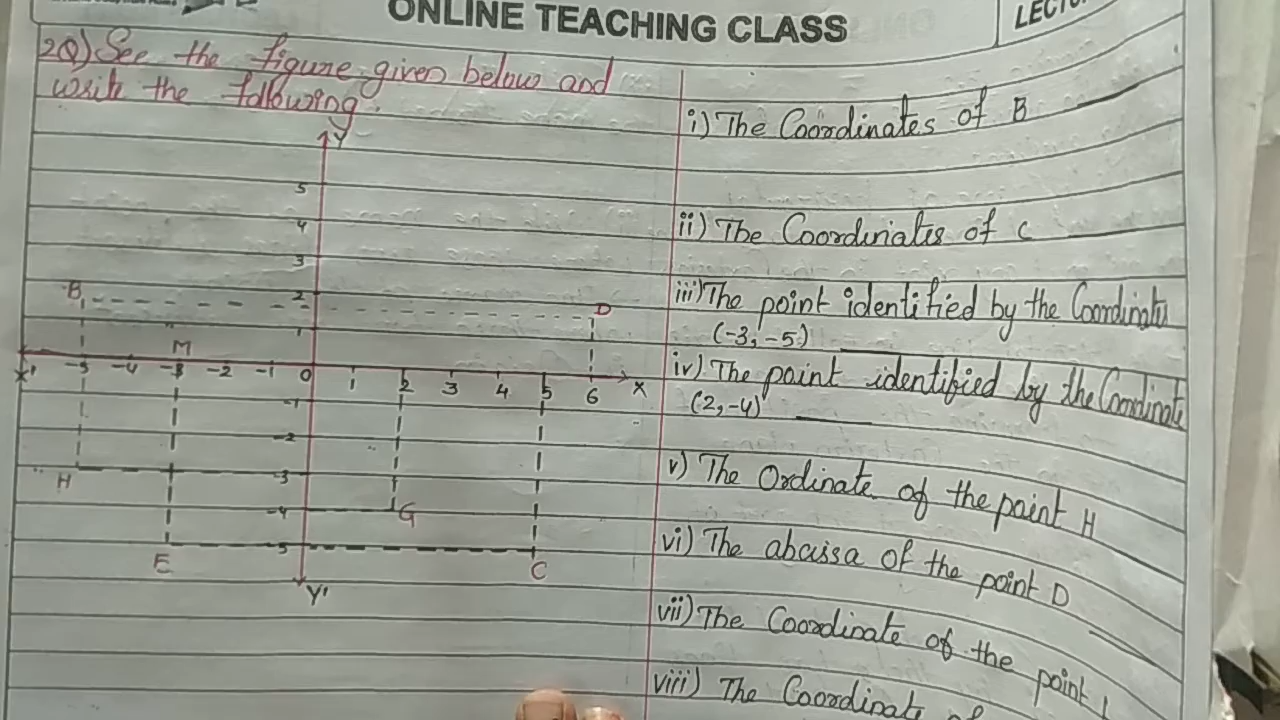 ONLINE TEACHING CLASS
2Q) See the figure given below and
write the following.
Y
5
4
3
B
2
D
1
M
X' -5 -4 -3 -2 -1 0 1 2 3 4 5 6 X
-1
-2
H
-3
-4
G
E
-5
C
Y'
i) The Coordinates of B
ii) The Coordinates of C
iii) The point identified by the Coordinate
(-3, -5)
iv) The point identified by the Coordinate
(2, -4)
v) The Ordinate of the point H
vi) The abcissa of the point D
vii) The Coordinate of the point
viii) The Coordinate of